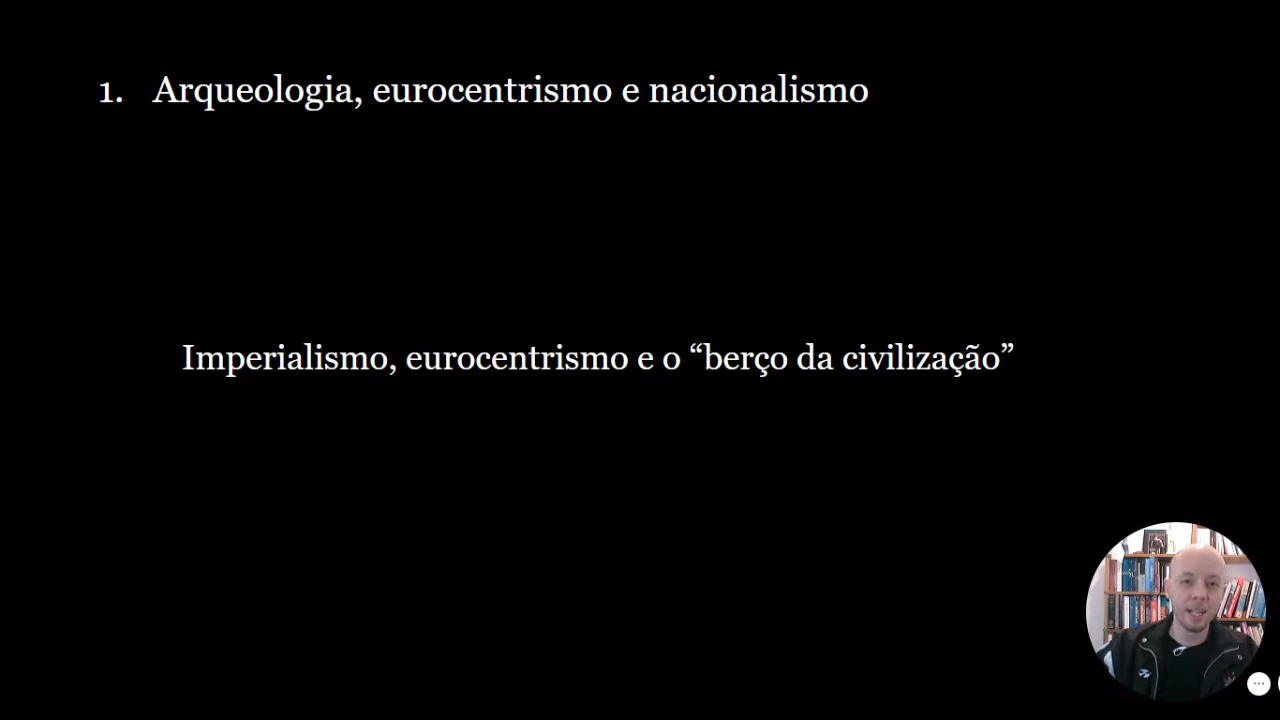 1. Arqueologia, eurocentrismo e nacionalismo
Imperialismo, eurocentrismo e o “berço da civilização”